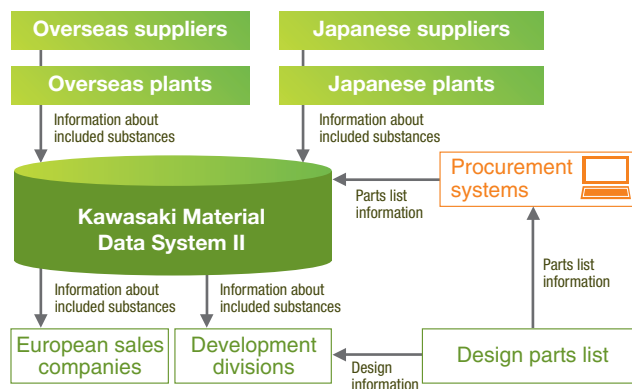 Overseas suppliers
Japanese suppliers
Overseas plants
Japanese plants
Information about
included substances
Information about
included substances
Procurement
systems
Kawasaki Material
Data System II
Parts list
information
Parts list
information
Information about
included substances
Information about
included substances
European sales
companies
Development
divisions
Design
information
Design parts list